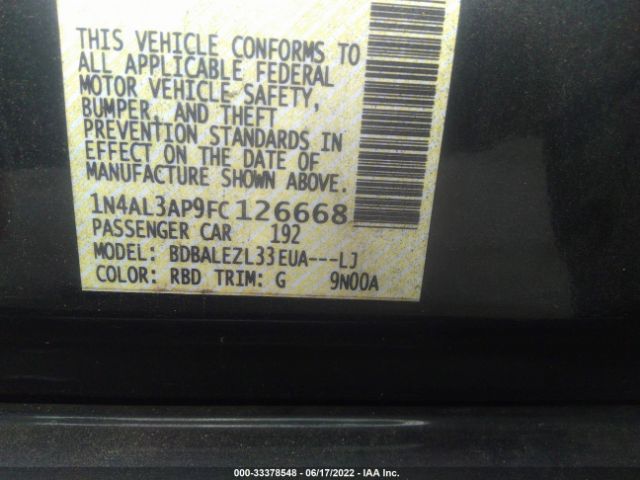 THIS VEHICLE CONFORMS TO
ALL APPLICABLE FEDERAL
MOTOR VEHICLE SAFETY,
BUMPER, AND THEFT
PREVENTION STANDARDS IN
EFFECT ON THE DATE OF
MANUFACTURE SHOWN ABOVE.
1N4AL3AP9FC126668
PASSENGER CAR 192
MODEL: BDBALEZL33EUA---LJ
COLOR: RBD TRIM: G 9N00A
000-33378548 - 06/17/2022 - IAA Inc.